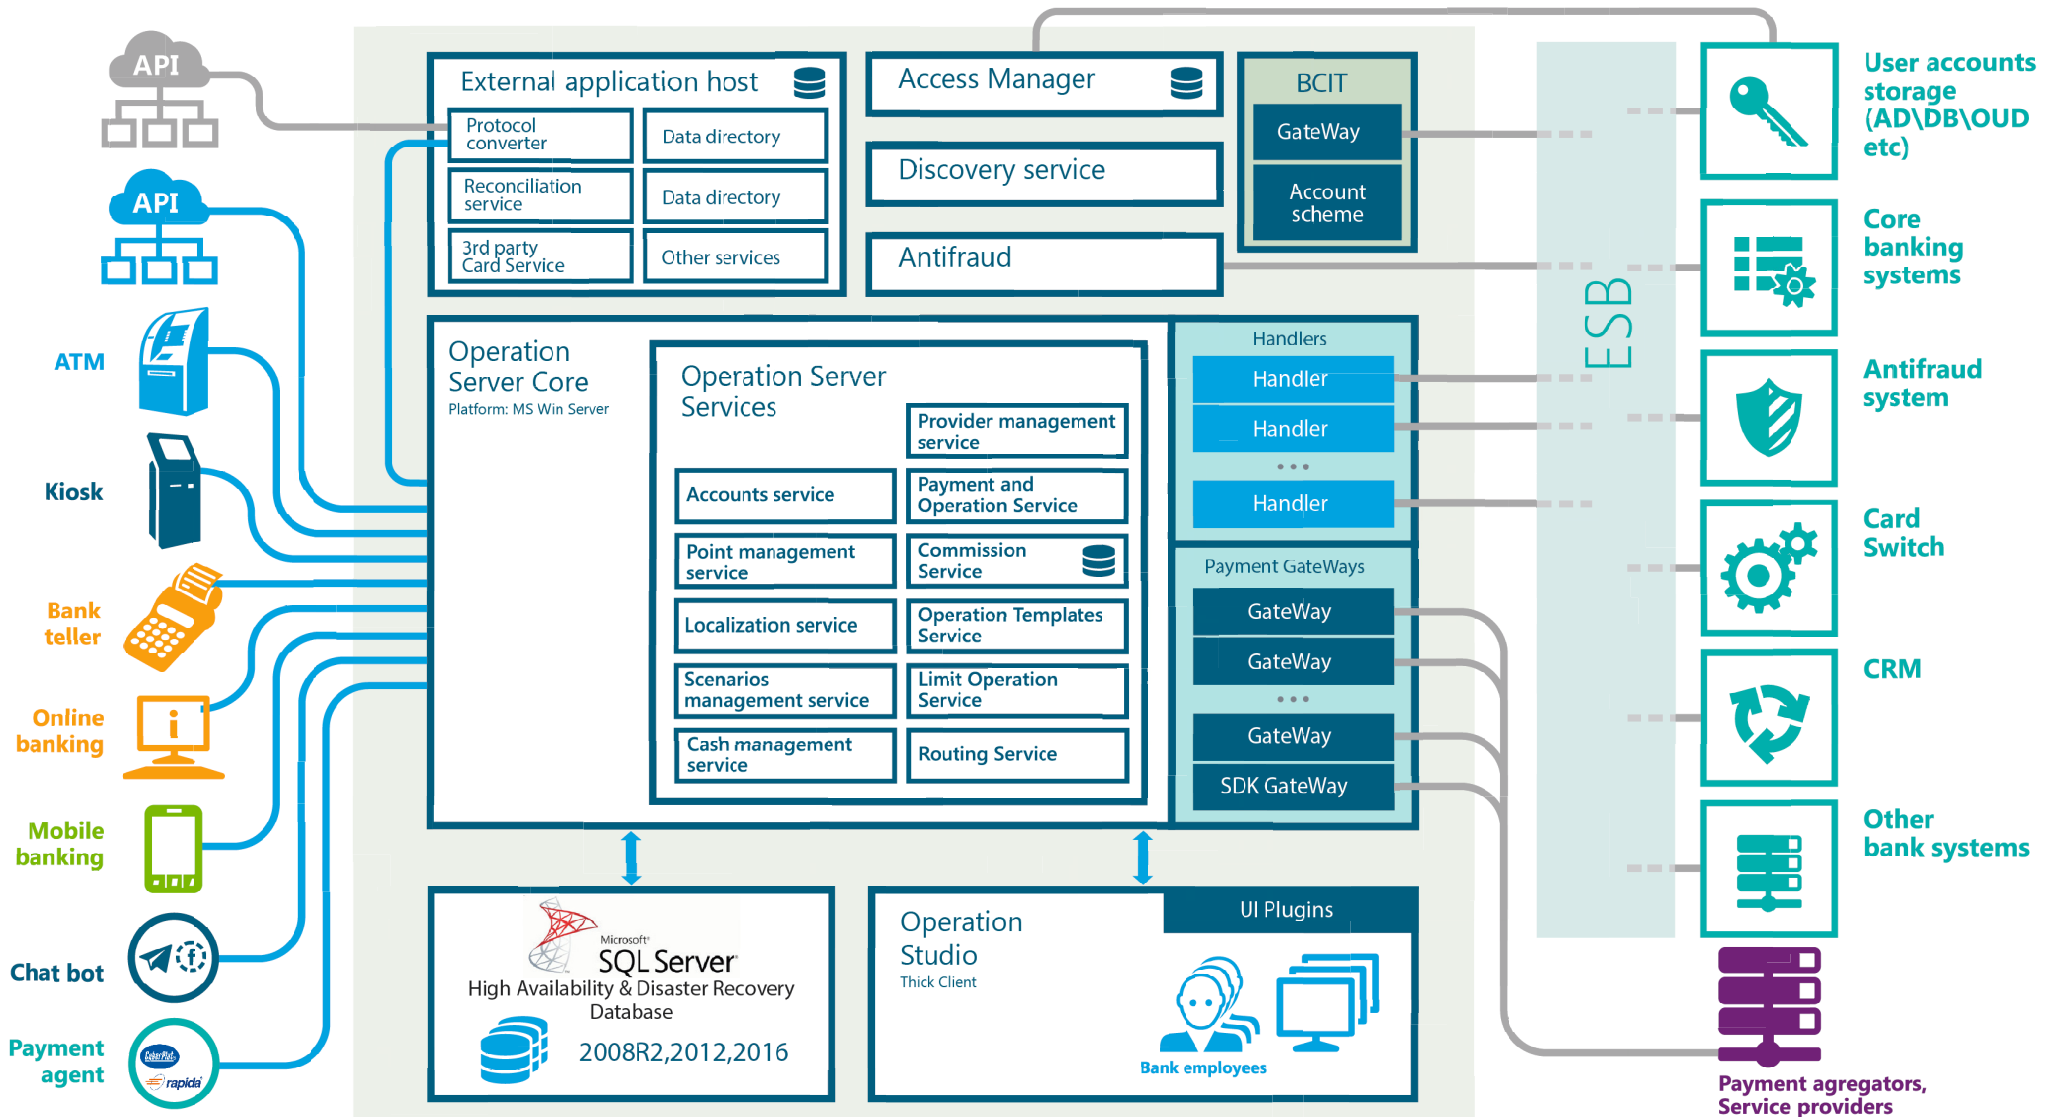 API
API
ATM
Kiosk
Bank
teller
Online
banking
i
Mobile
banking
Chat bot
f
Payment
agent
CyberPlat
rapida
External application host
Protocol
converter
Data directory
Reconciliation
service
Data directory
3rd party
Card Service
Other services
Access Manager
Discovery service
Antifraud
BCIT
GateWay
Account
scheme
Operation
Server Core
Platform: MS Win Server
Operation Server
Services
Provider management
service
Accounts service
Payment and
Operation Service
Point management
service
Commission
Service
Localization service
Operation Templates
Service
Scenarios
management service
Limit Operation
Service
Cash management
service
Routing Service
Handlers
Handler
Handler
...
Handler
Payment GateWays
GateWay
GateWay
...
GateWay
SDK GateWay
Microsoft®
SQL Server®
High Availability & Disaster Recovery
Database
2008R2,2012,2016
Operation
Studio
Thick Client
UI Plugins
Bank employees
ESB
User accounts
storage
(AD\DB\OUD
etc)
Core
banking
systems
Antifraud
system
Card
Switch
CRM
Other
bank systems
Payment agregators,
Service providers